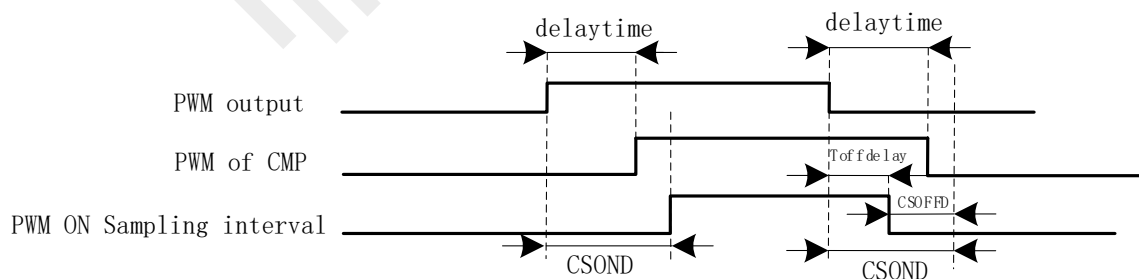 delaytime
delaytime
PWM output
PWM of CMP
Toffdelay
CSOFFD
PWM ON Sampling interval
CSOND
CSOND